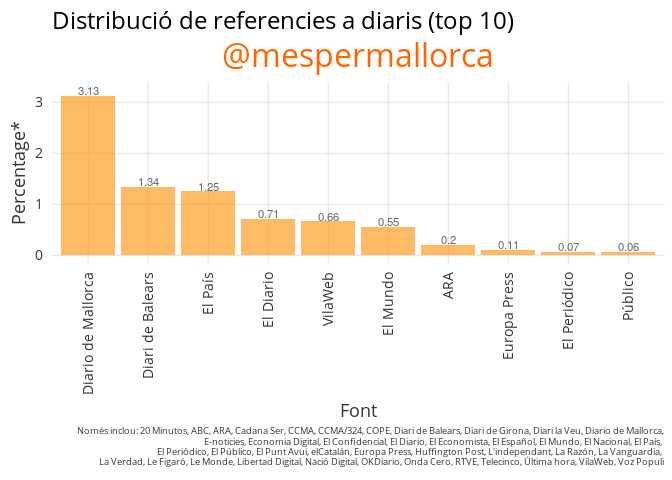 Distribució de referencies a diaris (top 10)
@mespermallorca
Percentage*
3
2
1
0
3.13
1.34
1.25
0.71
0.66
0.55
0.2
0.11
0.07
0.06
Diario de Mallorca
Diari de Balears
El País
El Diario
VilaWeb
El Mundo
ARA
Europa Press
El Periódico
Público
Font
Només inclou: 20 Minutos, ABC, ARA, Cadana Ser, CCMA, CCMA/324, COPE, Diari de Balears, Diari de Girona, Diari la Veu, Diario de Mallorca,
E-noticies, Economia Digital, El Confidencial, El Diario, El Economista, El Español, El Mundo, El Nacional, El País,
El Periódico, El Público, El Punt Avui, elCatalán, Europa Press, Huffington Post, L'independant, La Razón, La Vanguardia,
La Verdad, Le Figaró, Le Monde, Libertad Digital, Nació Digital, OKDiario, Onda Cero, RTVE, Telecinco, Última hora, VilaWeb, Voz Populi